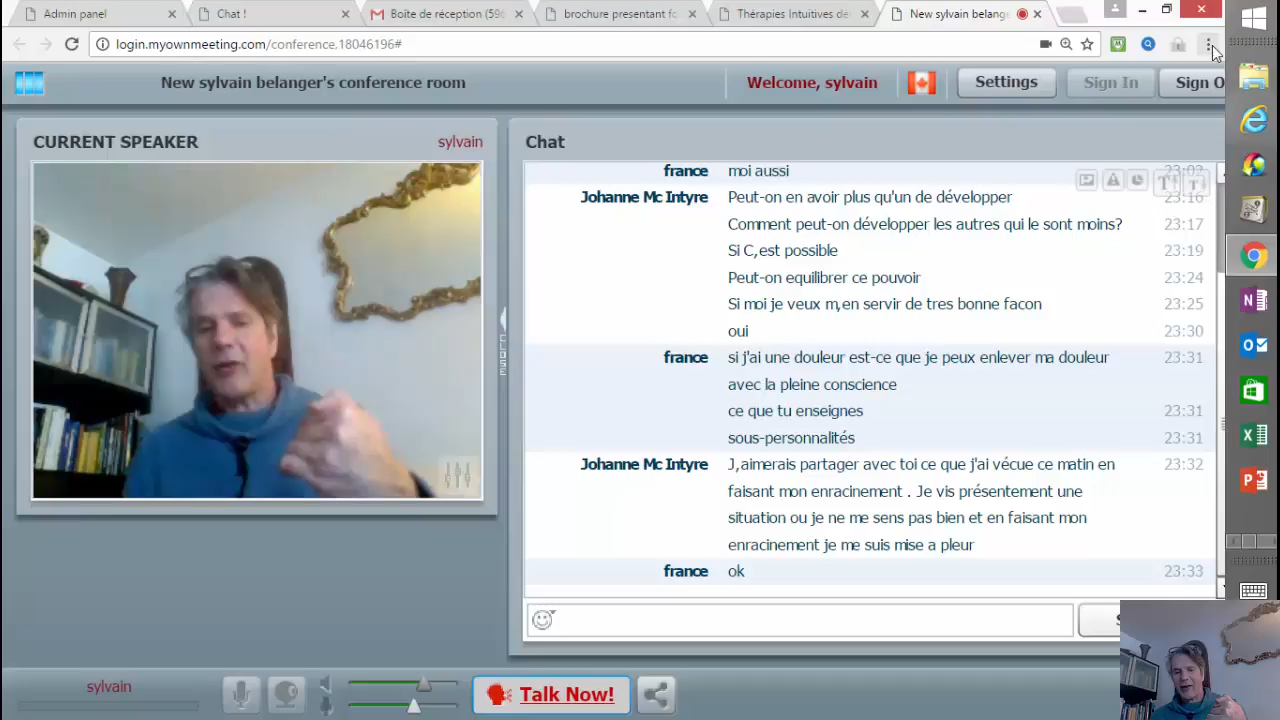 Admin panel
Chat !
Boîte de réception (596
brochure presentant fo
Thérapies Intuitives dé
New sylvain belange
login.myownmeeting.com/conference,18046196#
New sylvain belanger's conference room
Welcome, sylvain
Settings
Sign In
Sign O
CURRENT SPEAKER
sylvain
Chat
france moi aussi 23:02
Johanne Mc Intyre Peut-on en avoir plus qu'un de développer 23:16
Comment peut-on développer les autres qui le sont moins? 23:17
Si C,est possible 23:19
Peut-on equilibrer ce pouvoir 23:24
Si moi je veux m,en servir de tres bonne facon 23:25
oui 23:30
france si j'ai une douleur est-ce que je peux enlever ma douleur 23:31
avec la pleine conscience
ce que tu enseignes 23:31
sous-personnalités 23:31
Johanne Mc Intyre J,aimerais partager avec toi ce que j'ai vécue ce matin en 23:32
faisant mon enracinement . Je vis présentement une
situation ou je ne me sens pas bien et en faisant mon
enracinement je me suis mise a pleur
france ok 23:33
CLOSE
S
sylvain
Talk Now!